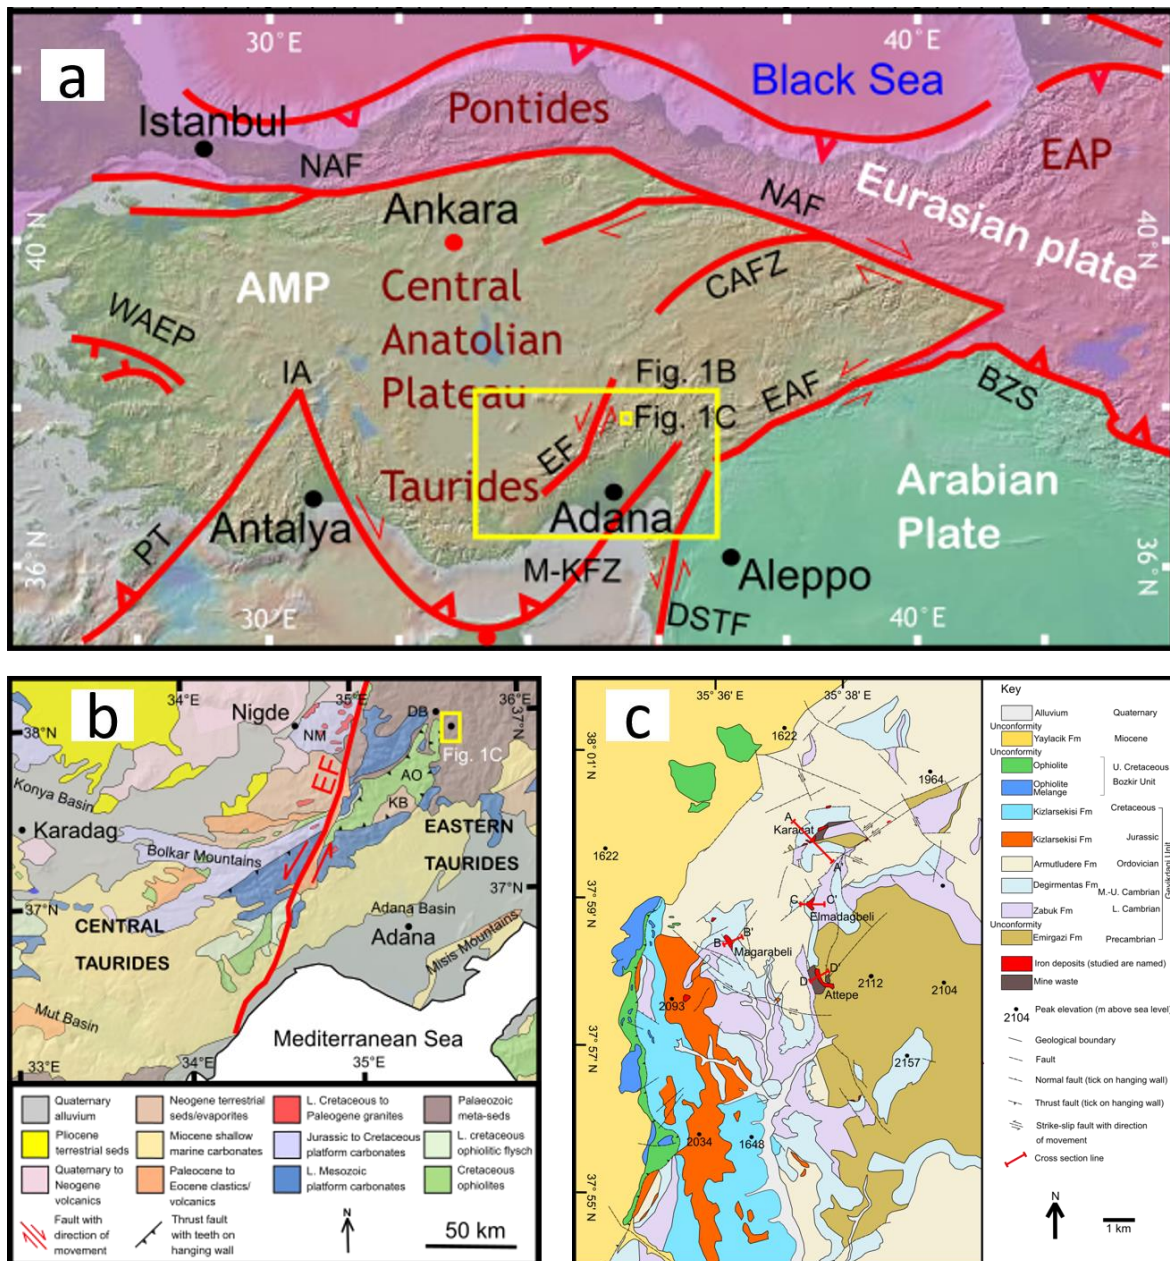 a
30°E
40°E
Black Sea
Istanbul
Pontides
EAP
NAF
Eurasian plate
NAF
Ankara
40°N
40°N
AMP
Central
Anatolian
Plateau
CAFZ
WAEP
IA
Fig. 1B
Fig. 1C
EAF
BZS
EF
Taurides
Arabian
Plate
Antalya
Adana
PT
M-KFZ
Aleppo
36°N
36°N
30°E
40°E
DSTF
b
34°E
35°E
36°E
37°N
38°N
Nigde
NM
DB
Fig. 1C
EF
AO
KB
Konya Basin
Karadag
Bolkar Mountains
EASTERN
TAURIDES
37°N
37°N
CENTRAL
TAURIDES
Adana Basin
Adana
Misis Mountains
Mut Basin
Mediterranean Sea
33°E
34°E
35°E
Quaternary
alluvium
Neogene terrestrial
seds/evaporites
L. Cretaceous to
Paleogene granites
Palaeozoic
meta-seds
Pliocene
terrestrial seds
Miocene shallow
marine carbonates
Jurassic to Cretaceous
platform carbonates
L. cretaceous
ophiolitic flysch
Quaternary to
Neogene
volcanics
Paleocene to
Eocene clastics/
volcanics
L. Mesozoic
platform carbonates
Cretaceous
ophiolites
Fault with
direction of
movement
Thrust fault
with teeth on
hanging wall
N
50 km
c
35° 36' E
35° 38' E
38° 01' N
37° 59' N
37° 57' N
37° 55' N
1622
1964
A
Karacat
A'
1622
C
C'
Elmadagbeli
B
B'
Magarabeli
D
D'
Attepe
2112
2104
2093
2157
2034
1648
Key
Alluvium
Quaternary
Unconformity
Yaylacik Fm
Miocene
Unconformity
Ophiolite
U. Cretaceous
Ophiolite
Melange
Bozkir Unit
Kizlarsekisi Fm
Cretaceous
Kizlarsekisi Fm
Jurassic
Armutludere Fm
Ordovician
Degirmentas Fm
M.-U. Cambrian
Zabuk Fm
L. Cambrian
Unconformity
Emirgazi Fm
Precambrian
Geyikdagi Unit
Iron deposits (studied are named)
Mine waste
2104
Peak elevation (m above sea level)
Geological boundary
Fault
Normal fault (tick on hanging wall)
Thrust fault (tick on hanging wall)
Strike-slip fault with direction
of movement
Cross section line
N
1 km